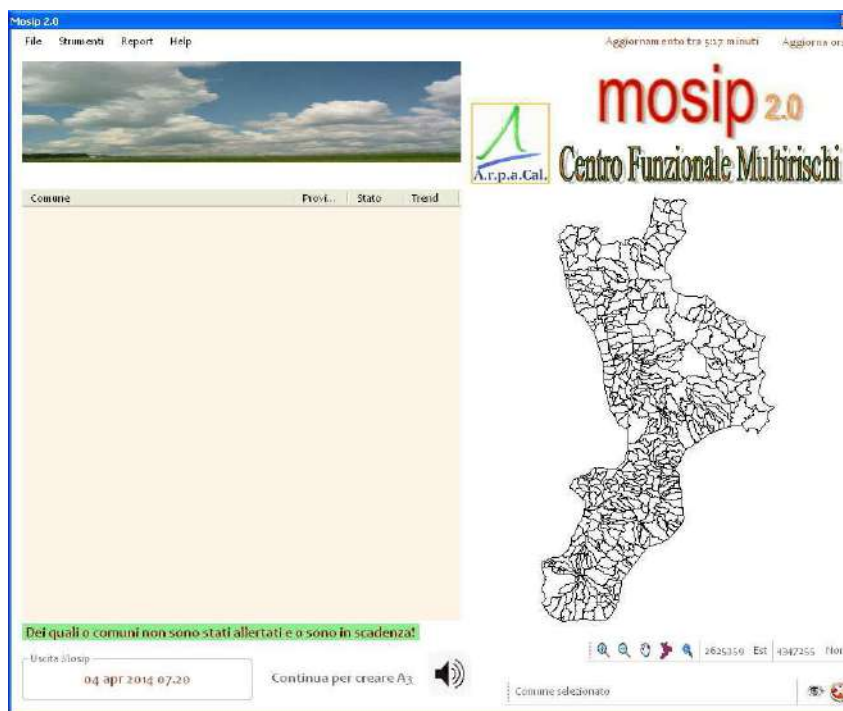 Mosip 2.0
File Strumenti Report Help
Aggiornamento tra 5:17 minuti Aggiorna
mosip 2.0
A.r.p.a.Cal.
Centro Funzionale Multirischi
Comune Provi... Stato Trend
Dei quali 0 comuni non sono stati allertati e 0 sono in scadenza!
2625350 Est 4347255
Uscita Mosip
04 apr 2014 07.20
Continua per creare A3
Comune selezionato